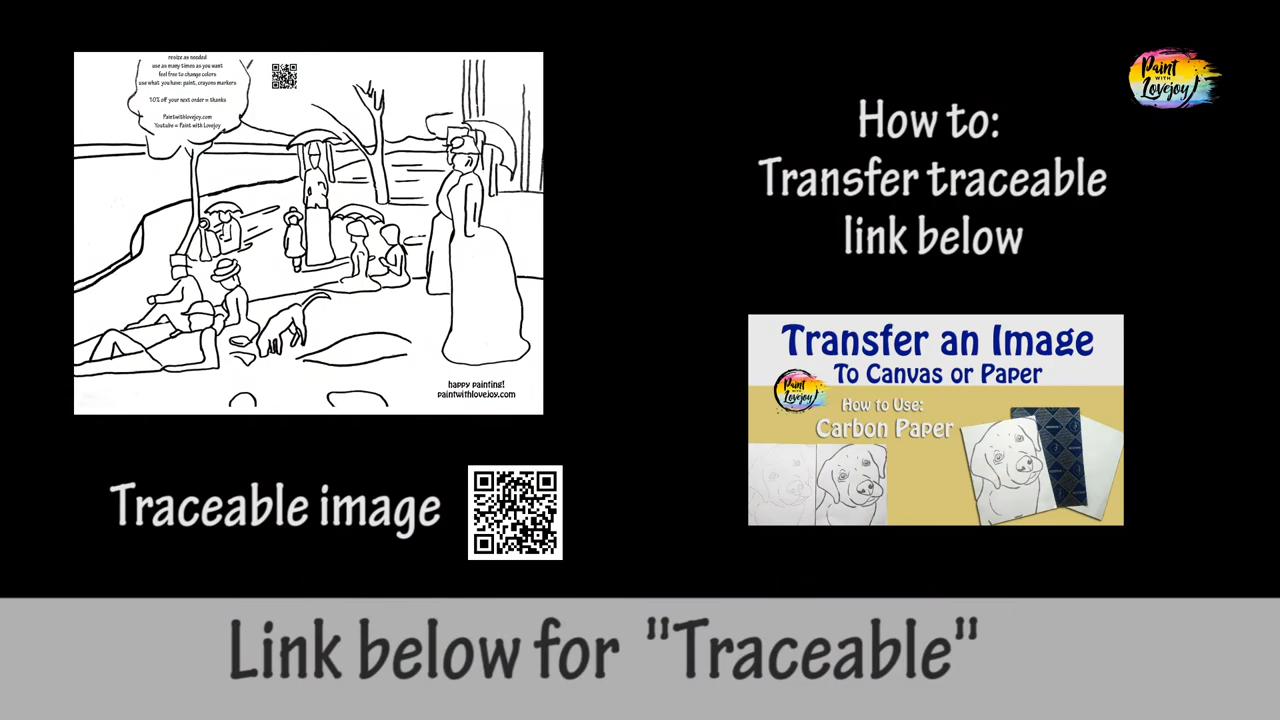 resize as needed
use as many times as you want
feel free to change colors
use what you have: paint, crayons markers
10% off your next order = thanks
Paintwithlovejoy.com
Youtube = Paint with Lovejoy
happy painting!
paintwithlovejoy.com
Traceable image
Paint
WITH
Lovejoy
How to:
Transfer traceable
link below
Transfer an Image
To Canvas or Paper
Paint
WITH
Lovejoy
How to Use:
Carbon Paper
Link below for "Traceable"